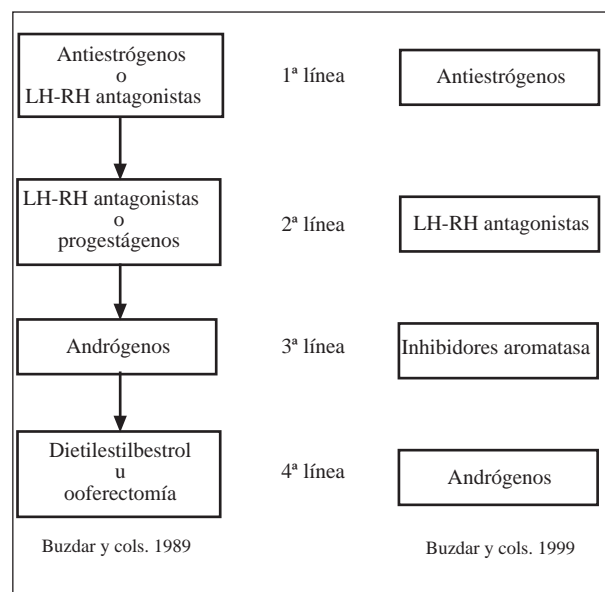 Antiestrógenos
o
LH-RH antagonistas
1ª línea
Antiestrógenos
LH-RH antagonistas
o
progestágenos
2ª línea
LH-RH antagonistas
Andrógenos
3ª línea
Inhibidores aromatasa
Dietilestilbestrol
u
ooferectomía
4ª línea
Andrógenos
Buzdar y cols. 1989
Buzdar y cols. 1999